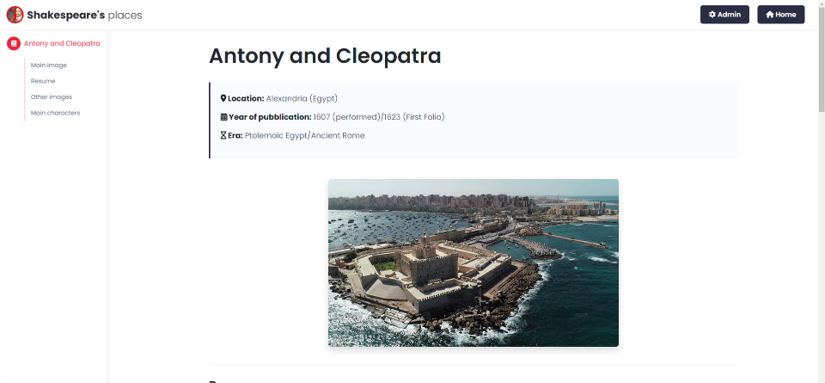 Shakespeare's places
Admin
Home
Antony and Cleopatra
Main image
Resume
Other images
Main characters
Antony and Cleopatra
Location: Alexandria (Egypt)
Year of pubblication: 1607 (performed)/1623 (First Folio)
Era: Ptolemaic Egypt/Ancient Rome